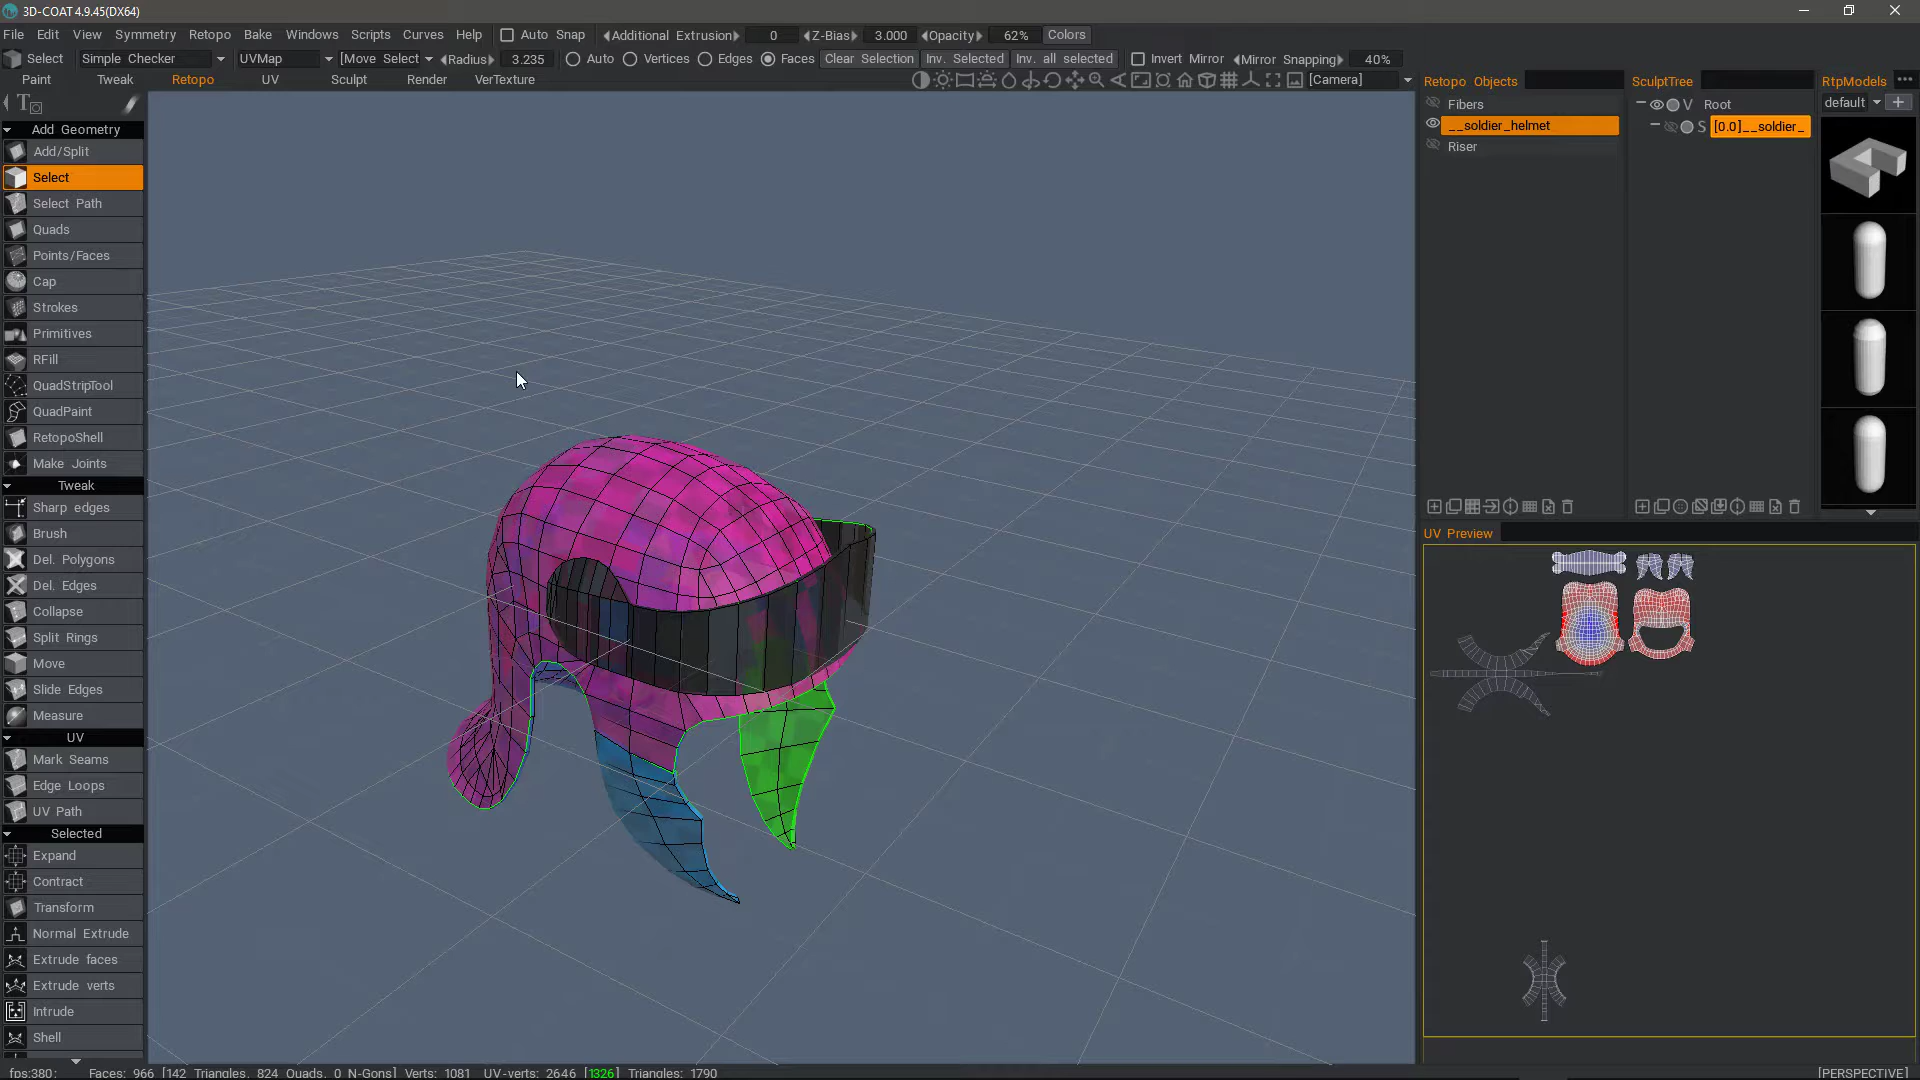 3D-COAT 4.9.45(DX64)
File Edit View Symmetry Retopo Bake Windows Scripts Curves Help Auto Snap Additional Extrusion 0 Z-Bias 3.000 Opacity 62% Colors
Select Simple Checker UVMap [Move Select Radius 3.235 Auto Vertices Edges Faces Clear Selection Inv. Selected Inv. all selected Invert Mirror Mirror Snapping 40%
Paint Tweak Retopo UV Sculpt Render VerTexture [Camera]
Add Geometry
Add/Split
Select
Select Path
Quads
Points/Faces
Cap
Strokes
Primitives
RFill
QuadStripTool
QuadPaint
RetopoShell
Make Joints
Tweak
Sharp edges
Brush
Del. Polygons
Del. Edges
Collapse
Split Rings
Move
Slide Edges
Measure
UV
Mark Seams
Edge Loops
UV Path
Selected
Expand
Contract
Transform
Normal Extrude
Extrude faces
Extrude verts
Intrude
Shell
Retopo Objects
Fibers
__soldier_helmet
Riser
SculptTree
V Root
S [0.0]__soldier_
RtpModels
default
UV Preview
fps:380: Faces: 966 [142 Triangles, 824 Quads, 0 N-Gons] Verts: 1081 UV-verts: 2646 [1326] Triangles: 1790 [PERSPECTIVE]